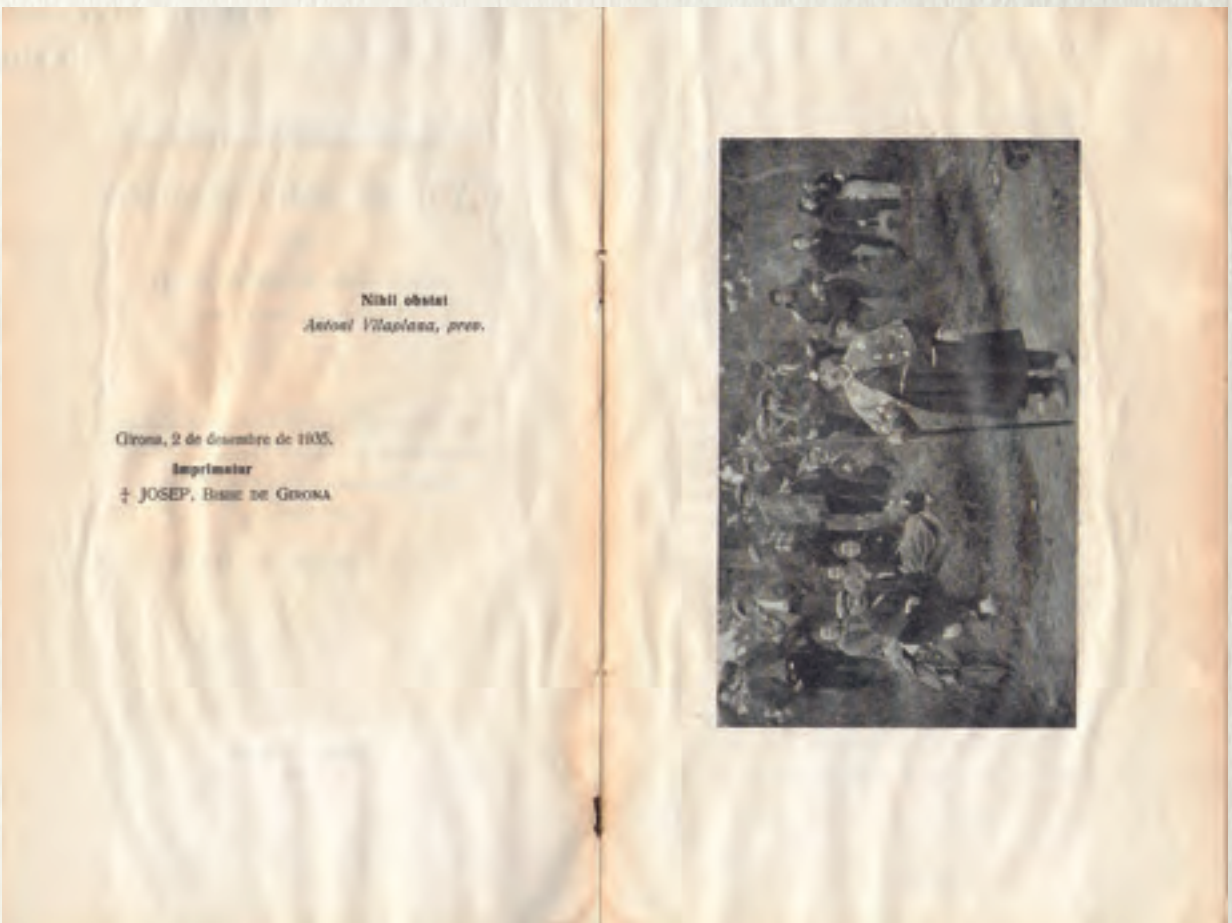 Nihil obstat
Antoni Vilaplana, prev.
Girona, 2 de desembre de 1935.
Imprimatur
† JOSEP, Bisbe de Girona